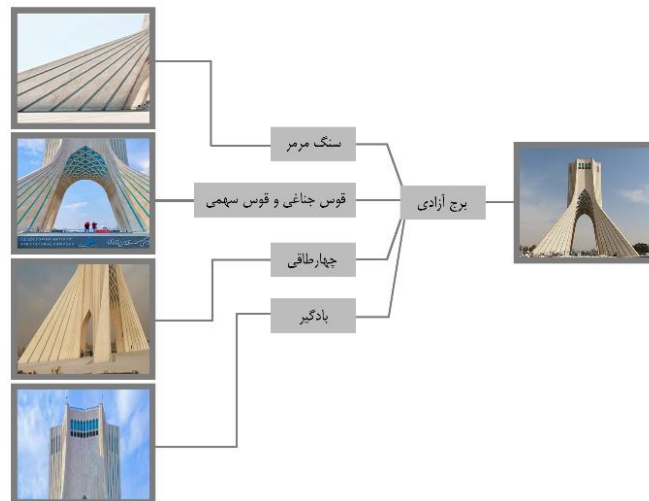 سنگ مرمر
قوس جناغی و قوس سهمی
برج آزادی
چهارطاقی
بادگیر